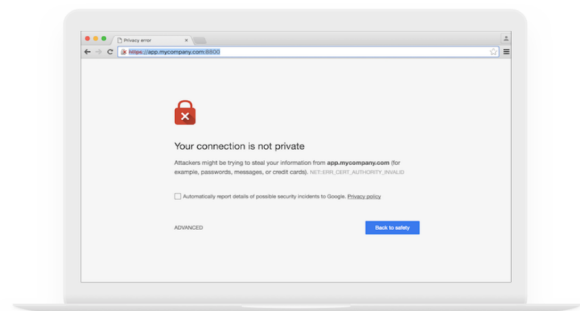 Privacy error
https://app.mycompany.com:8800
Your connection is not private
Attackers might be trying to steal your information from app.mycompany.com (for
example, passwords, messages, or credit cards). NET::ERR_CERT_AUTHORITY_INVALID
Automatically report details of possible security incidents to Google. Privacy policy
ADVANCED
Back to safety